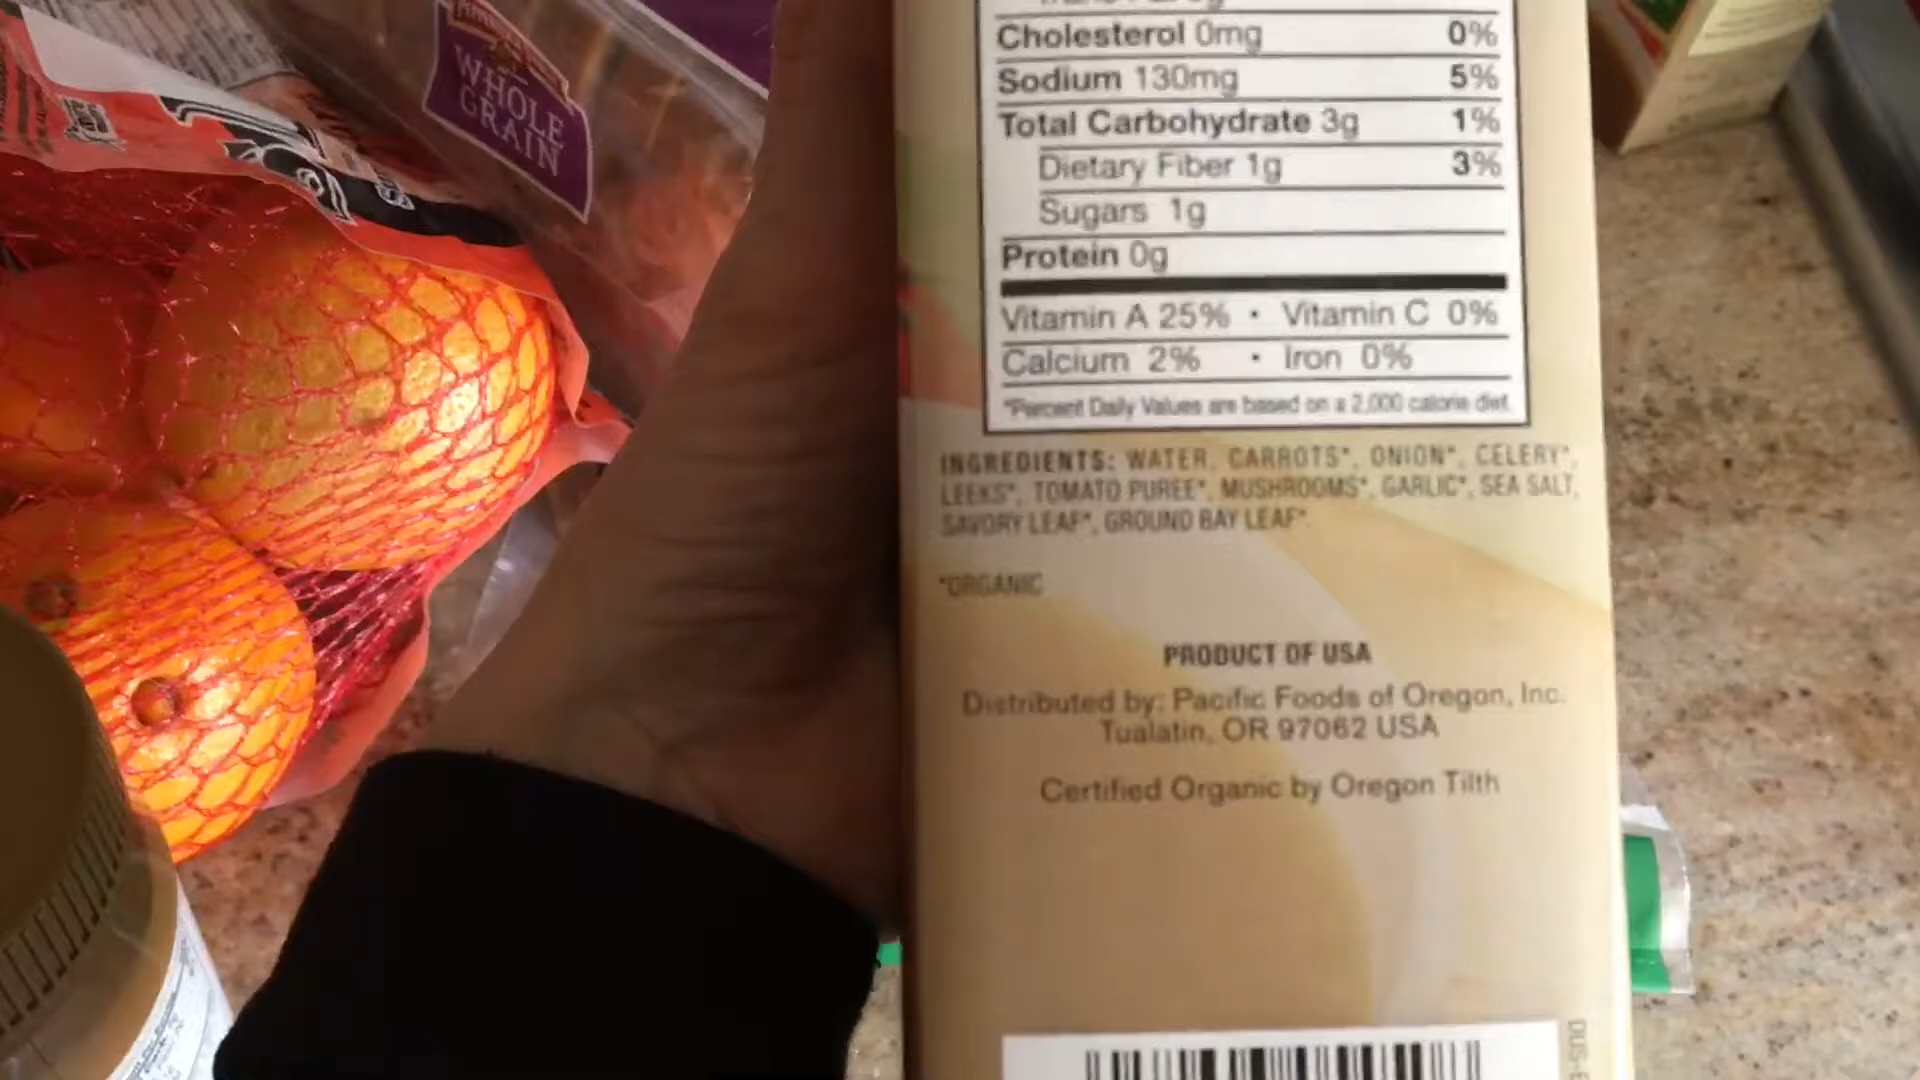 WHOLE
GRAIN
Cholesterol 0mg 0%
Sodium 130mg 5%
Total Carbohydrate 3g 1%
Dietary Fiber 1g 3%
Sugars 1g
Protein 0g
Vitamin A 25% • Vitamin C 0%
Calcium 2% • Iron 0%
*Percent Daily Values are based on a 2,000 calorie diet.
INGREDIENTS: WATER, CARROTS*, ONION*, CELERY*,
LEEKS*, TOMATO PUREE*, MUSHROOMS*, GARLIC*, SEA SALT,
SAVORY LEAF*, GROUND BAY LEAF*.
*ORGANIC
PRODUCT OF USA
Distributed by: Pacific Foods of Oregon, Inc.
Tualatin, OR 97062 USA
Certified Organic by Oregon Tilth